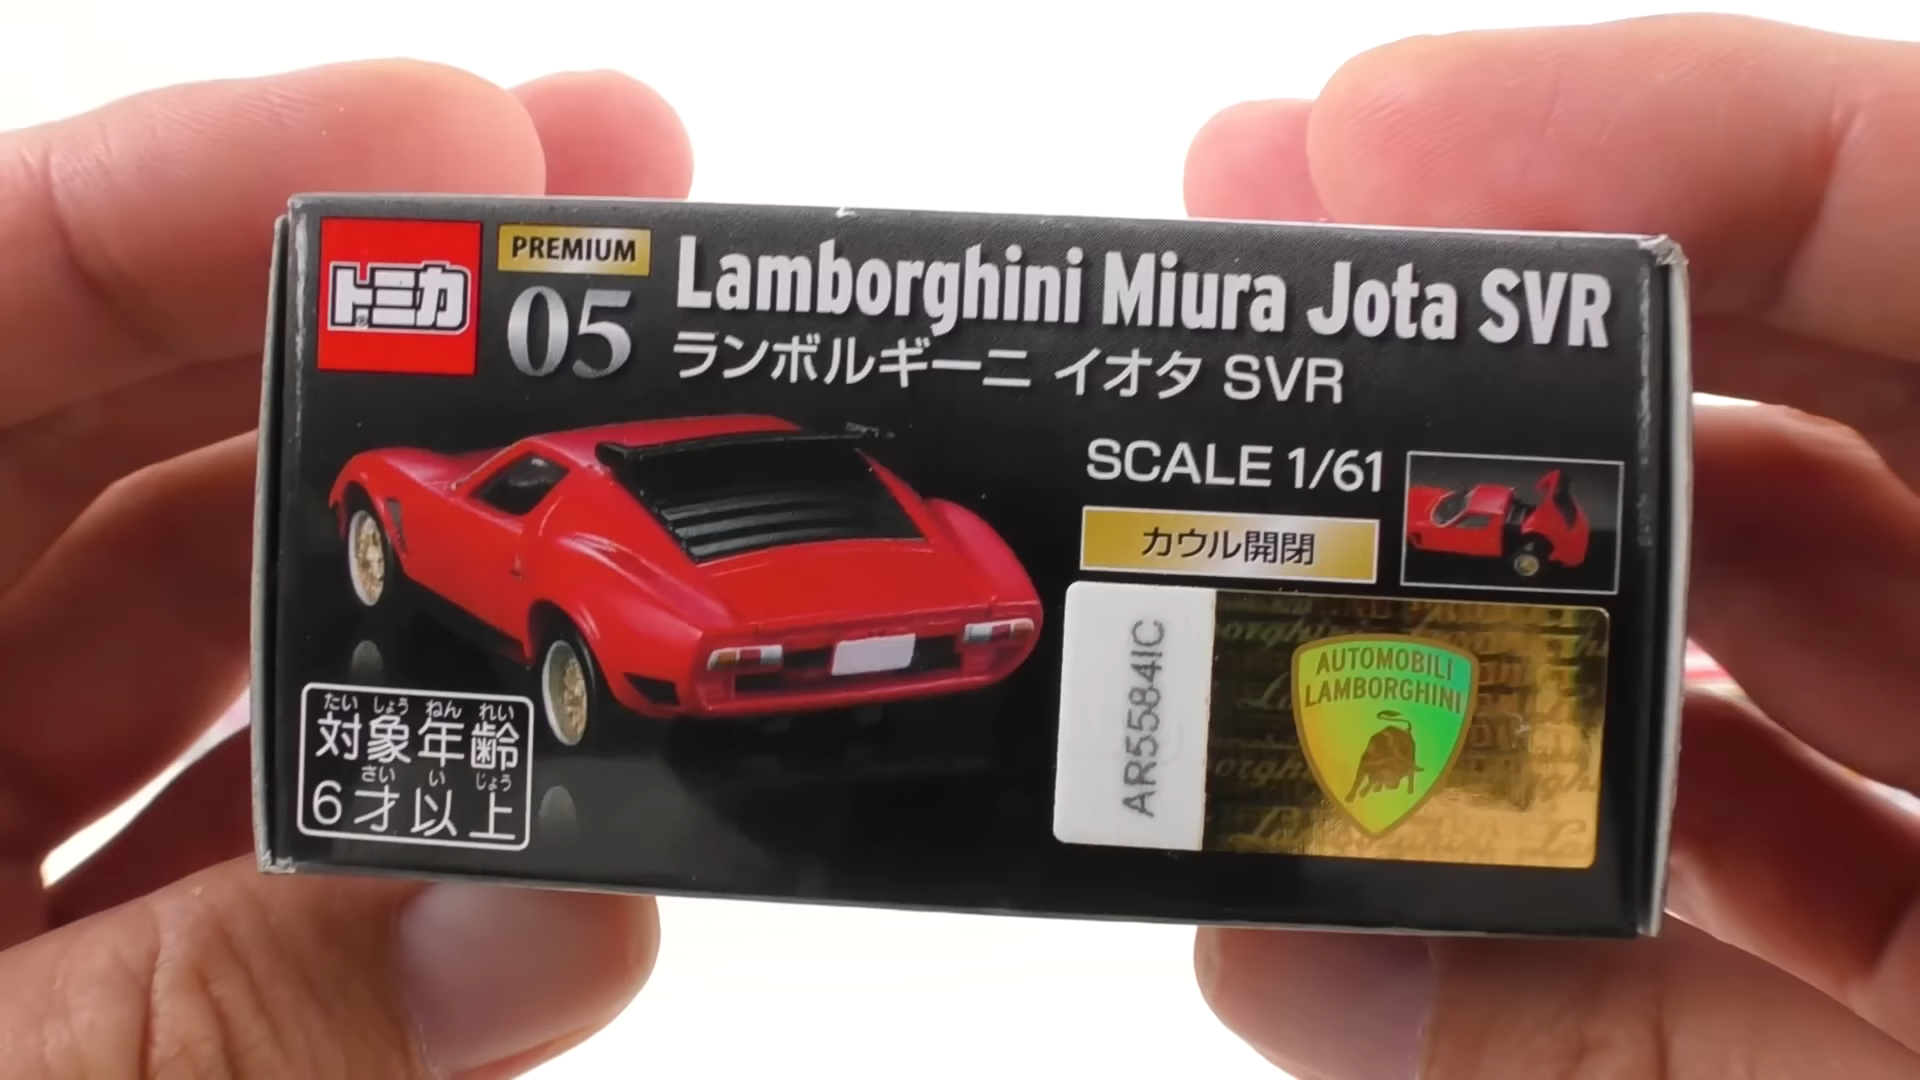 トミカ
PREMIUM
05
Lamborghini Miura Jota SVR
ランボルギーニ イオタ SVR
SCALE 1/61
カウル開閉
たい しょう ねん れい
対象年齢
さい い じょう
6才以上
AR5584IC
AUTOMOBILI
LAMBORGHINI